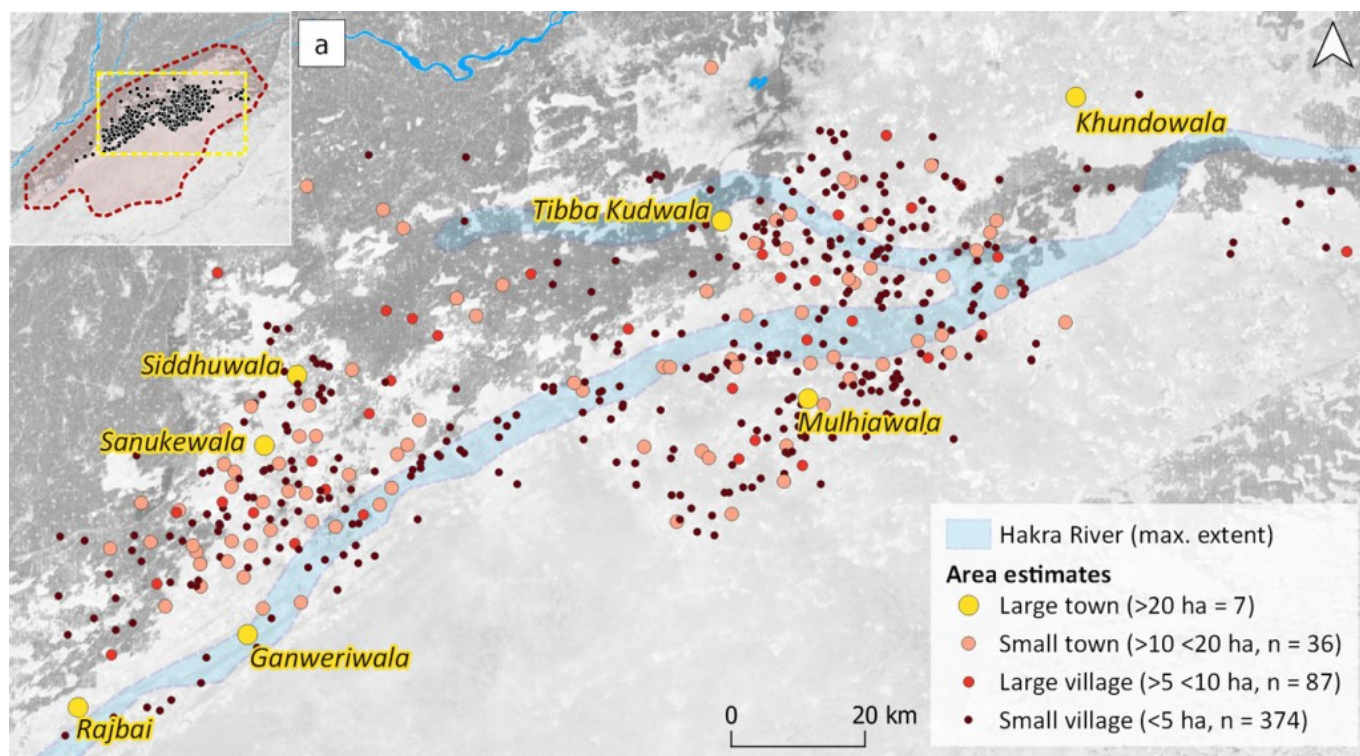 a
Khundowala
Tibba Kudwala
Siddhuwala
Mulhiawala
Sanukewala
Ganweriwala
Rajbai
0 20 km
Hakra River (max. extent)
Area estimates
Large town (>20 ha = 7)
Small town (>10 <20 ha, n = 36)
Large village (>5 <10 ha, n = 87)
Small village (<5 ha, n = 374)